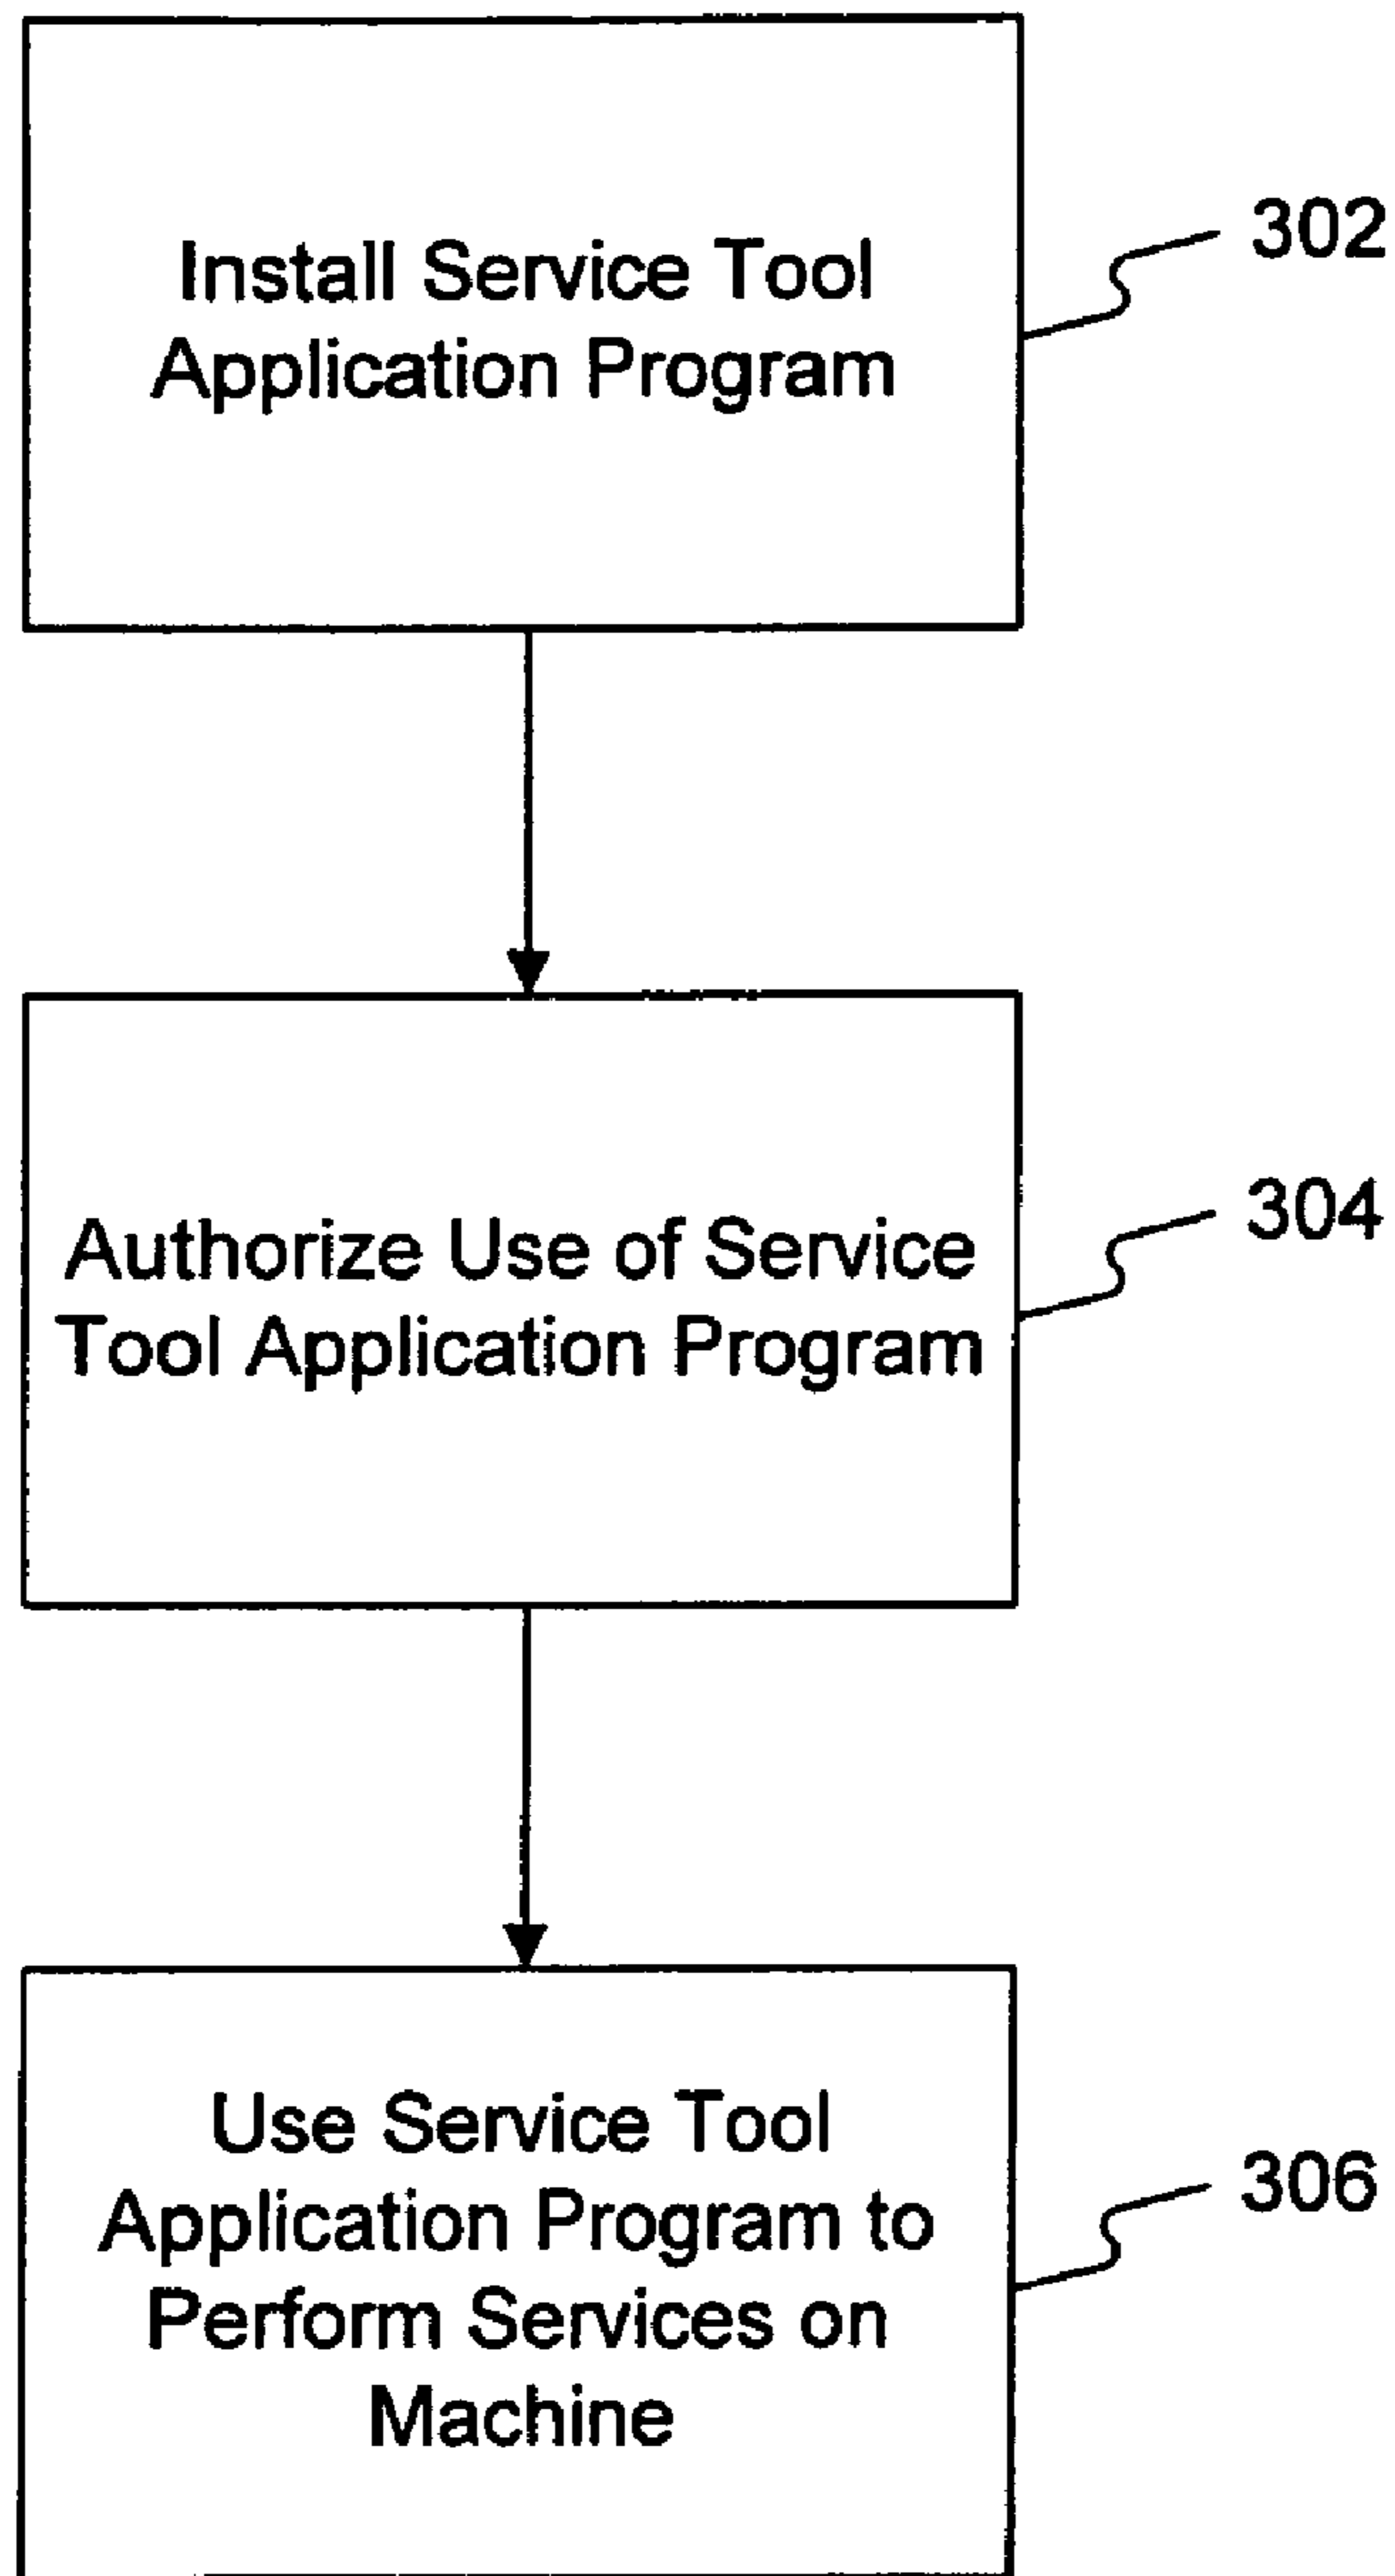 Install Service Tool
Application Program
302
Authorize Use of Service
Tool Application Program
304
Use Service Tool
Application Program to
Perform Services on
Machine
306